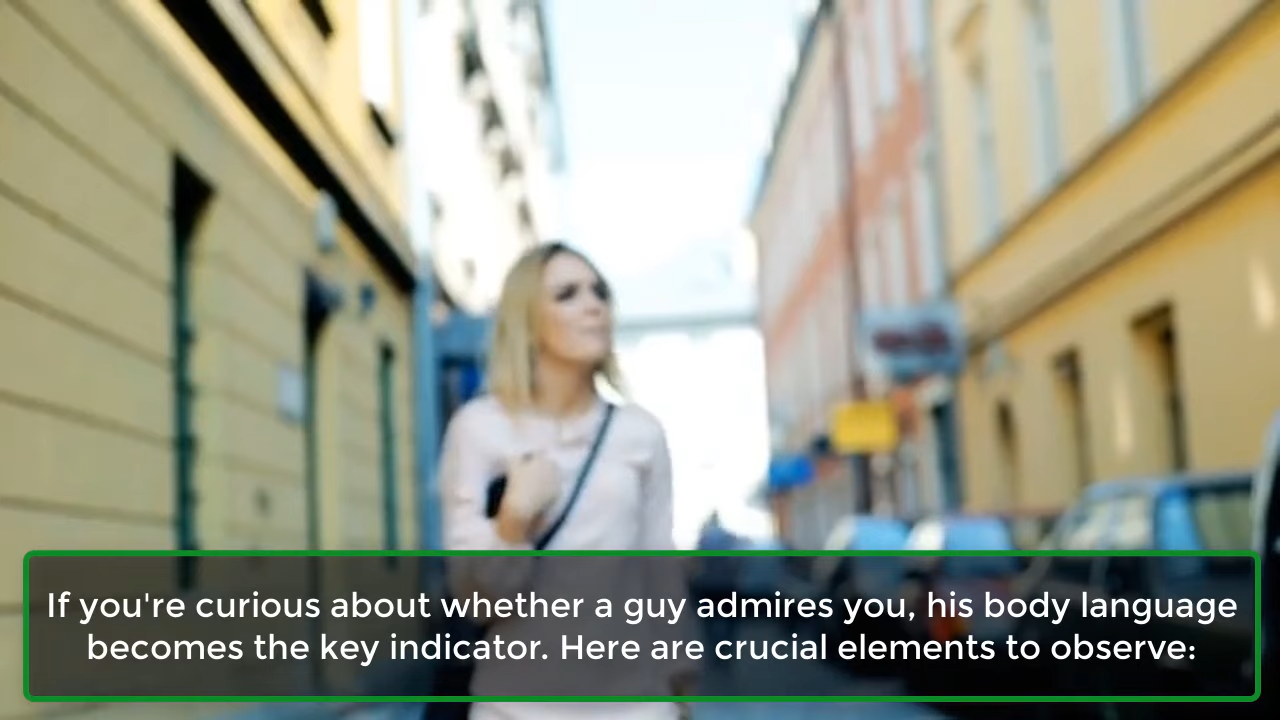 If you're curious about whether a guy admires you, his body language
becomes the key indicator. Here are crucial elements to observe: